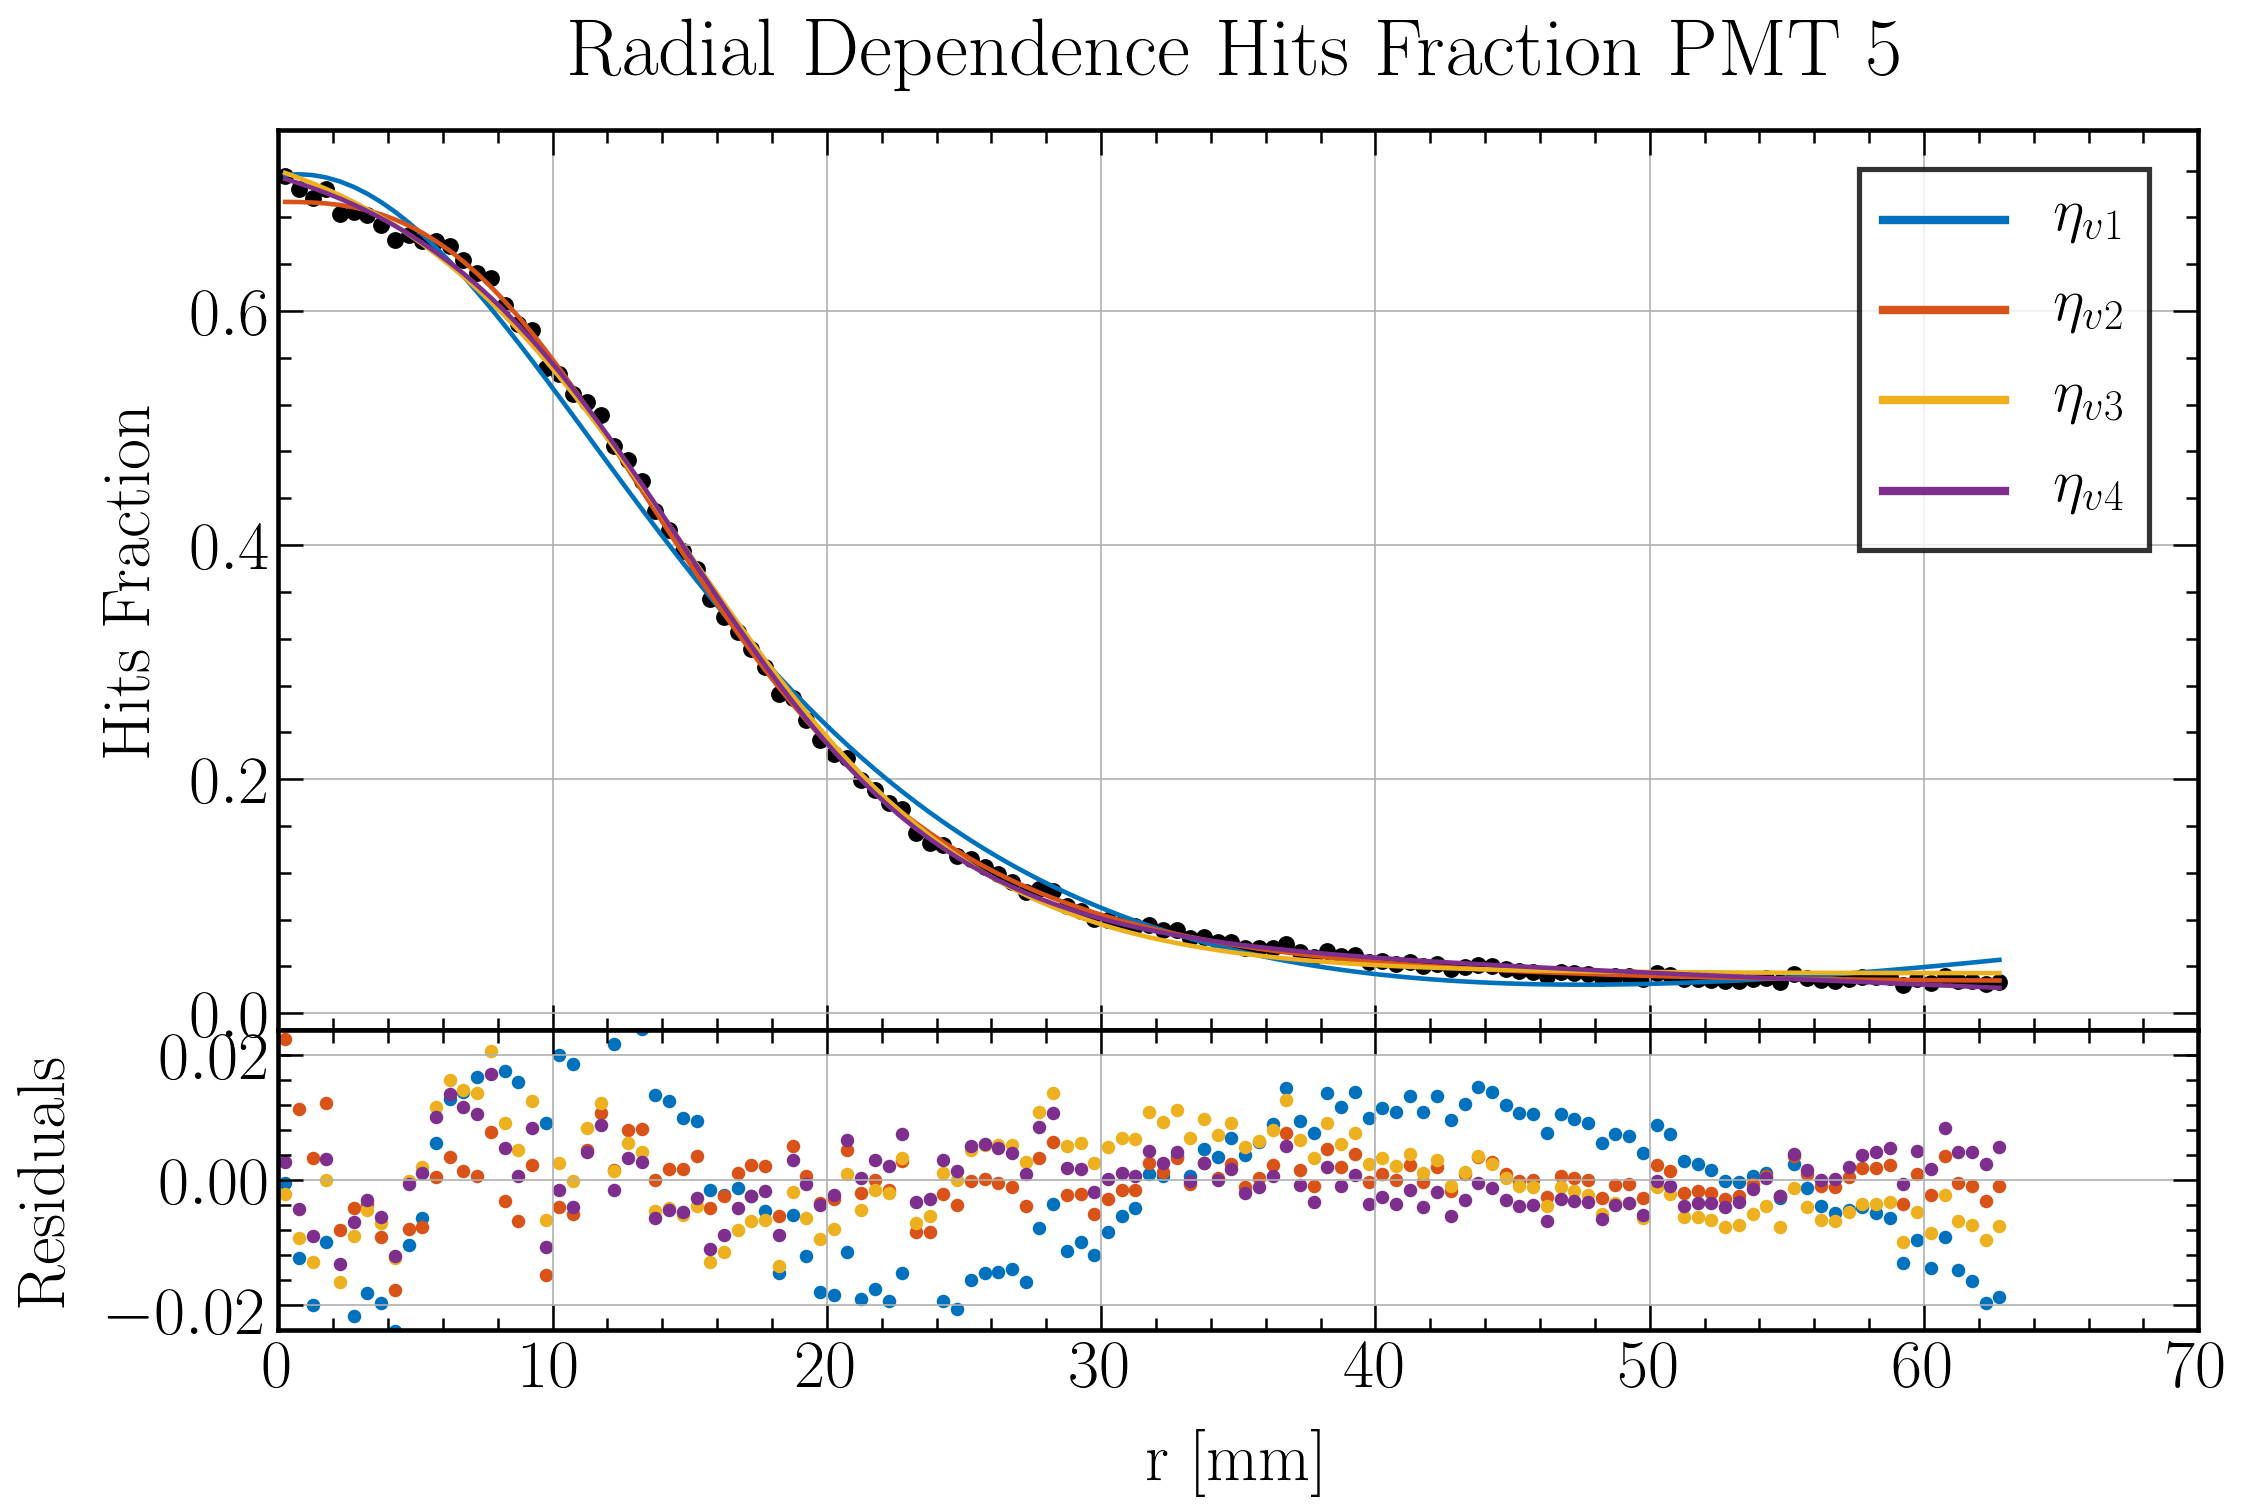 Radial Dependence Hits Fraction PMT 5
η_{v1}
η_{v2}
η_{v3}
η_{v4}
Hits Fraction
0.6
0.4
0.2
0.0
Residuals
0.02
0.00
−0.02
0 10 20 30 40 50 60 70
r [mm]